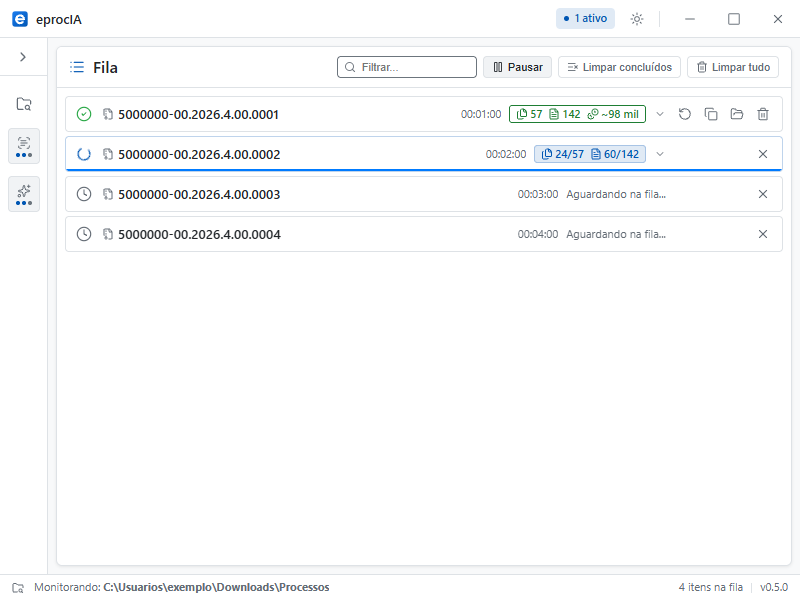 eprocIA
1 ativo
Fila
Filtrar...
Pausar
Limpar concluídos
Limpar tudo
5000000-00.2026.4.00.0001 00:01:00 57 142 ~98 mil
5000000-00.2026.4.00.0002 00:02:00 24/57 60/142
5000000-00.2026.4.00.0003 00:03:00 Aguardando na fila...
5000000-00.2026.4.00.0004 00:04:00 Aguardando na fila...
Monitorando: C:\Usuarios\exemplo\Downloads\Processos
4 itens na fila
v0.5.0